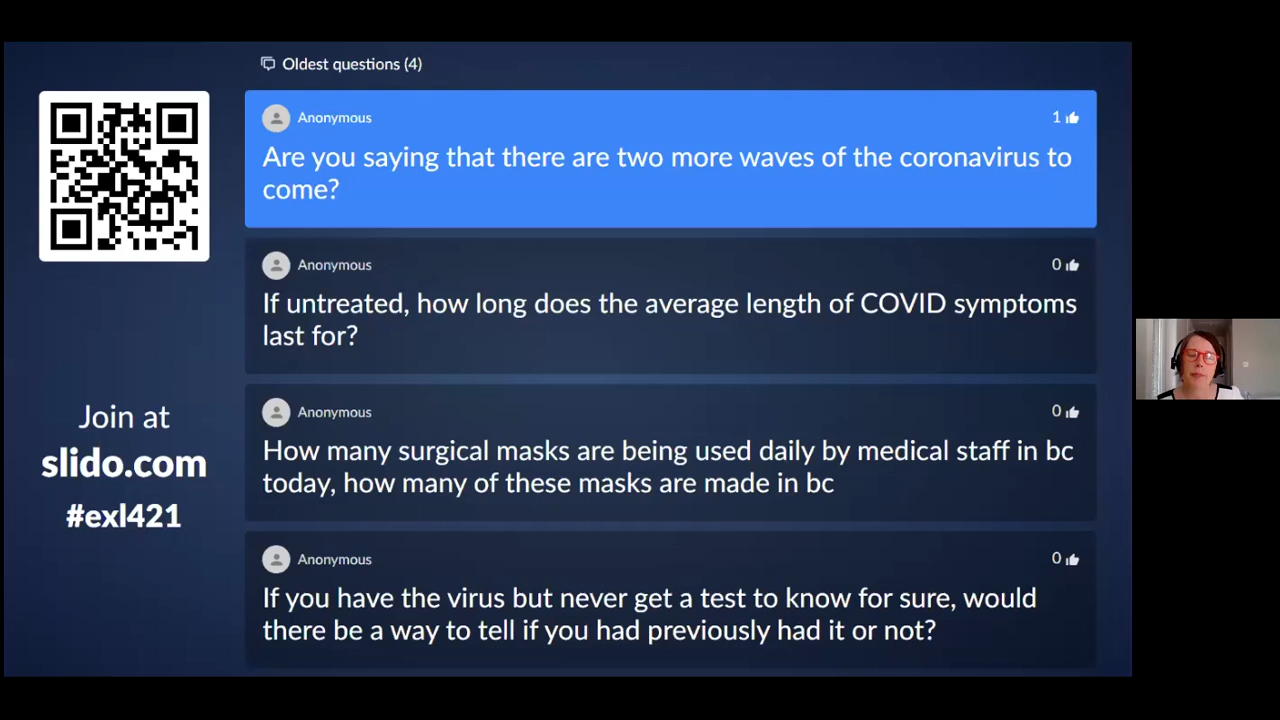 Oldest questions (4)
Anonymous
1
Are you saying that there are two more waves of the coronavirus to
come?
Anonymous
0
If untreated, how long does the average length of COVID symptoms
last for?
Anonymous
0
How many surgical masks are being used daily by medical staff in bc
today, how many of these masks are made in bc
Anonymous
0
If you have the virus but never get a test to know for sure, would
there be a way to tell if you had previously had it or not?
Join at
slido.com
#exl421